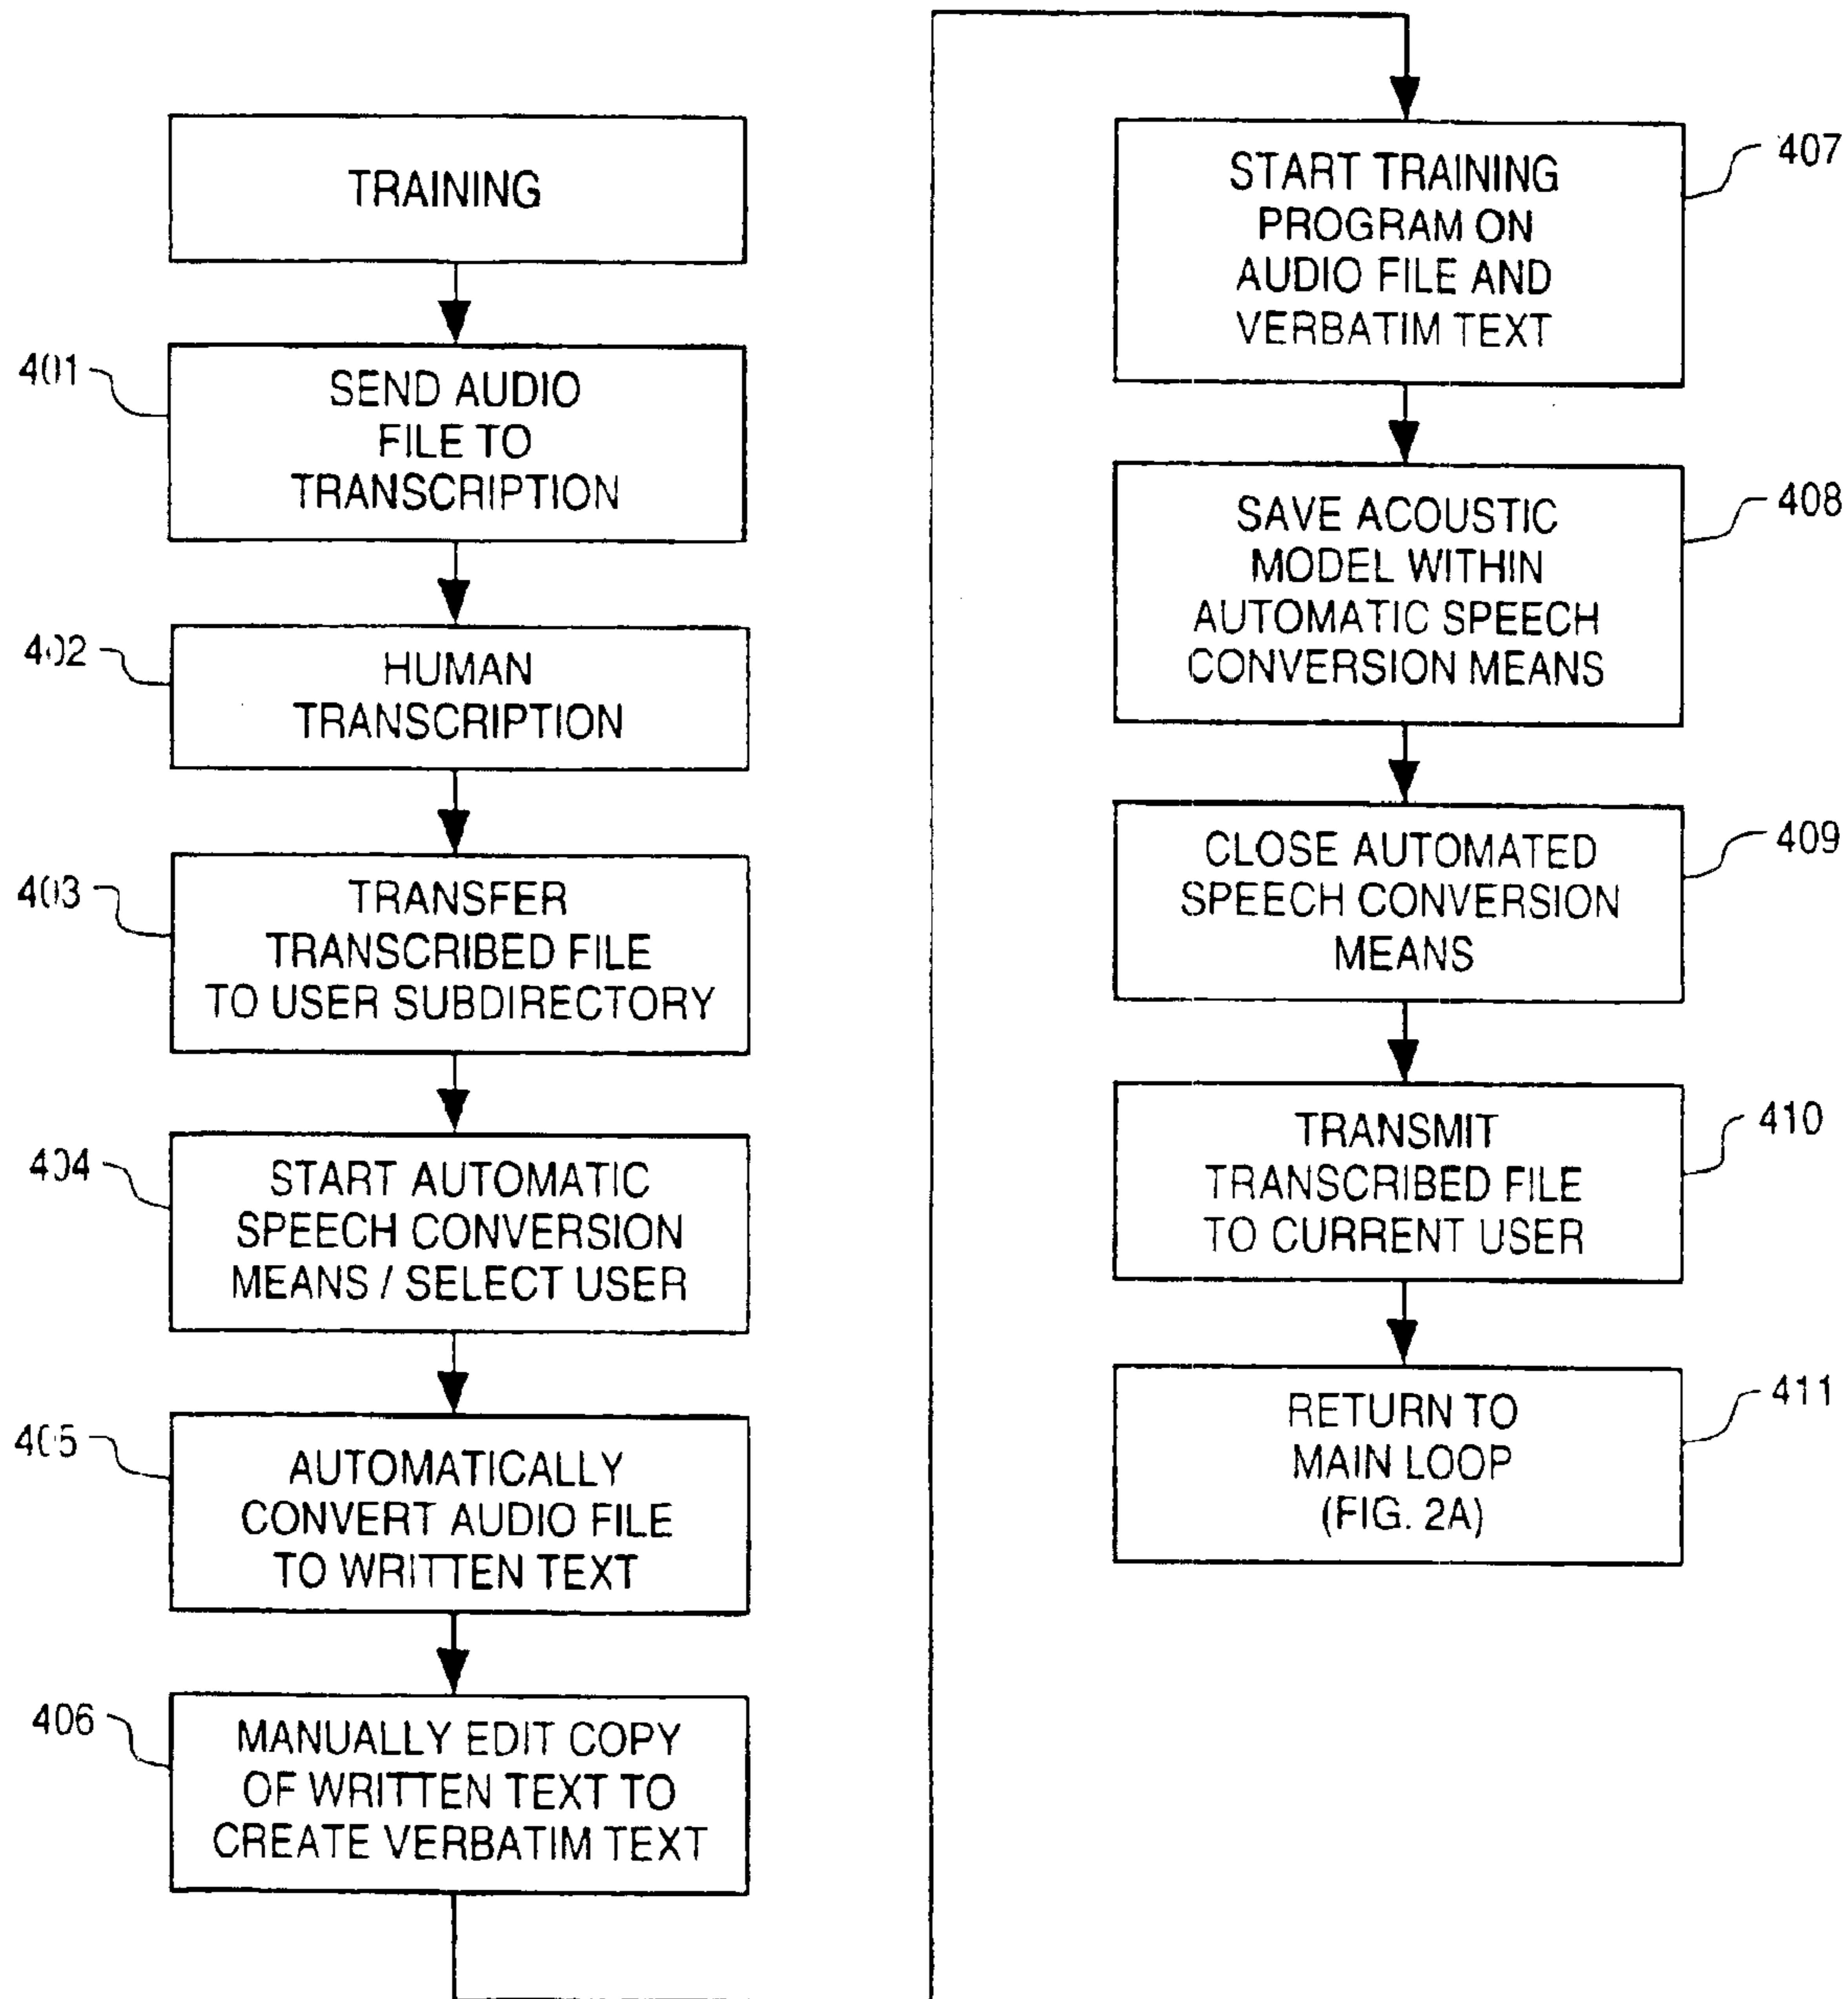 TRAINING
401
SEND AUDIO
FILE TO
TRANSCRIPTION
402
HUMAN
TRANSCRIPTION
403
TRANSFER
TRANSCRIBED FILE
TO USER SUBDIRECTORY
404
START AUTOMATIC
SPEECH CONVERSION
MEANS / SELECT USER
405
AUTOMATICALLY
CONVERT AUDIO FILE
TO WRITTEN TEXT
406
MANUALLY EDIT COPY
OF WRITTEN TEXT TO
CREATE VERBATIM TEXT
407
START TRAINING
PROGRAM ON
AUDIO FILE AND
VERBATIM TEXT
408
SAVE ACOUSTIC
MODEL WITHIN
AUTOMATIC SPEECH
CONVERSION MEANS
409
CLOSE AUTOMATED
SPEECH CONVERSION
MEANS
410
TRANSMIT
TRANSCRIBED FILE
TO CURRENT USER
411
RETURN TO
MAIN LOOP
(FIG. 2A)